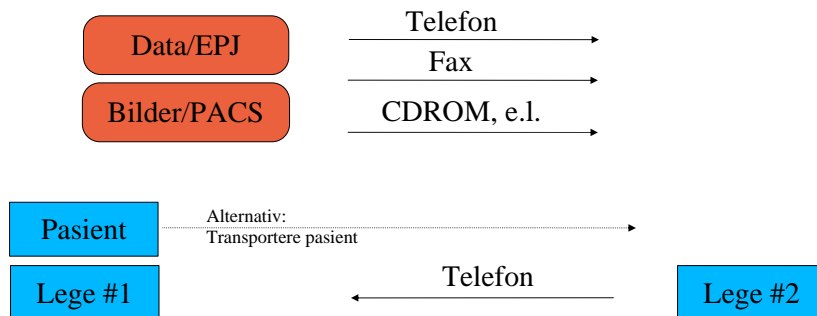 Data/EPJ
Telefon
Fax
Bilder/PACS
CDROM, e.l.
Pasient
Alternativ:
Transportere pasient
Lege #1
Telefon
Lege #2